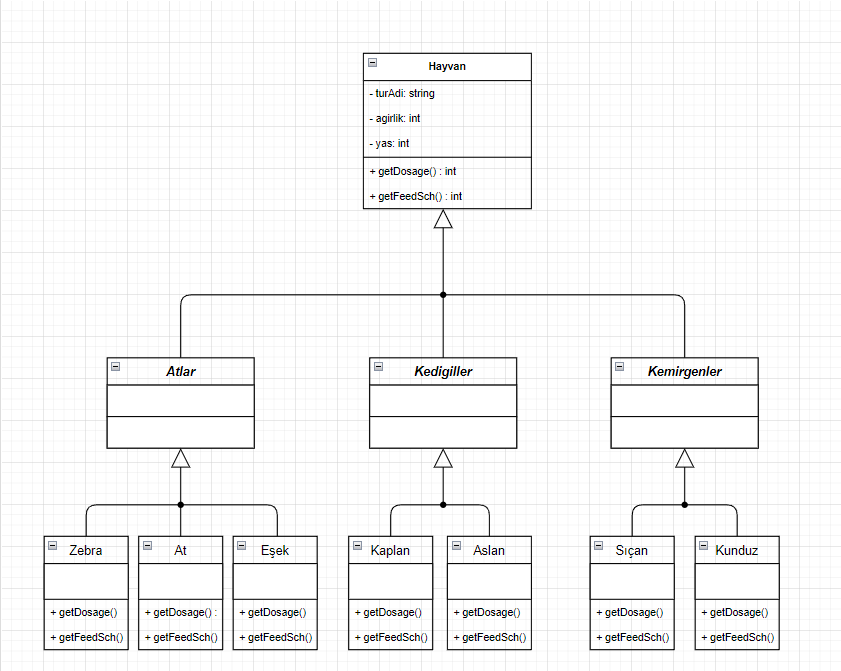 Hayvan
- turAdi: string
- agirlik: int
- yas: int
+ getDosage() : int
+ getFeedSch() : int
Atlar
Kedigiller
Kemirgenler
Zebra
+ getDosage()
+ getFeedSch()
At
+ getDosage() :
+ getFeedSch()
Eşek
+ getDosage()
+ getFeedSch()
Kaplan
+ getDosage()
+ getFeedSch()
Aslan
+ getDosage()
+ getFeedSch()
Sıçan
+ getDosage()
+ getFeedSch()
Kunduz
+ getDosage()
+ getFeedSch()